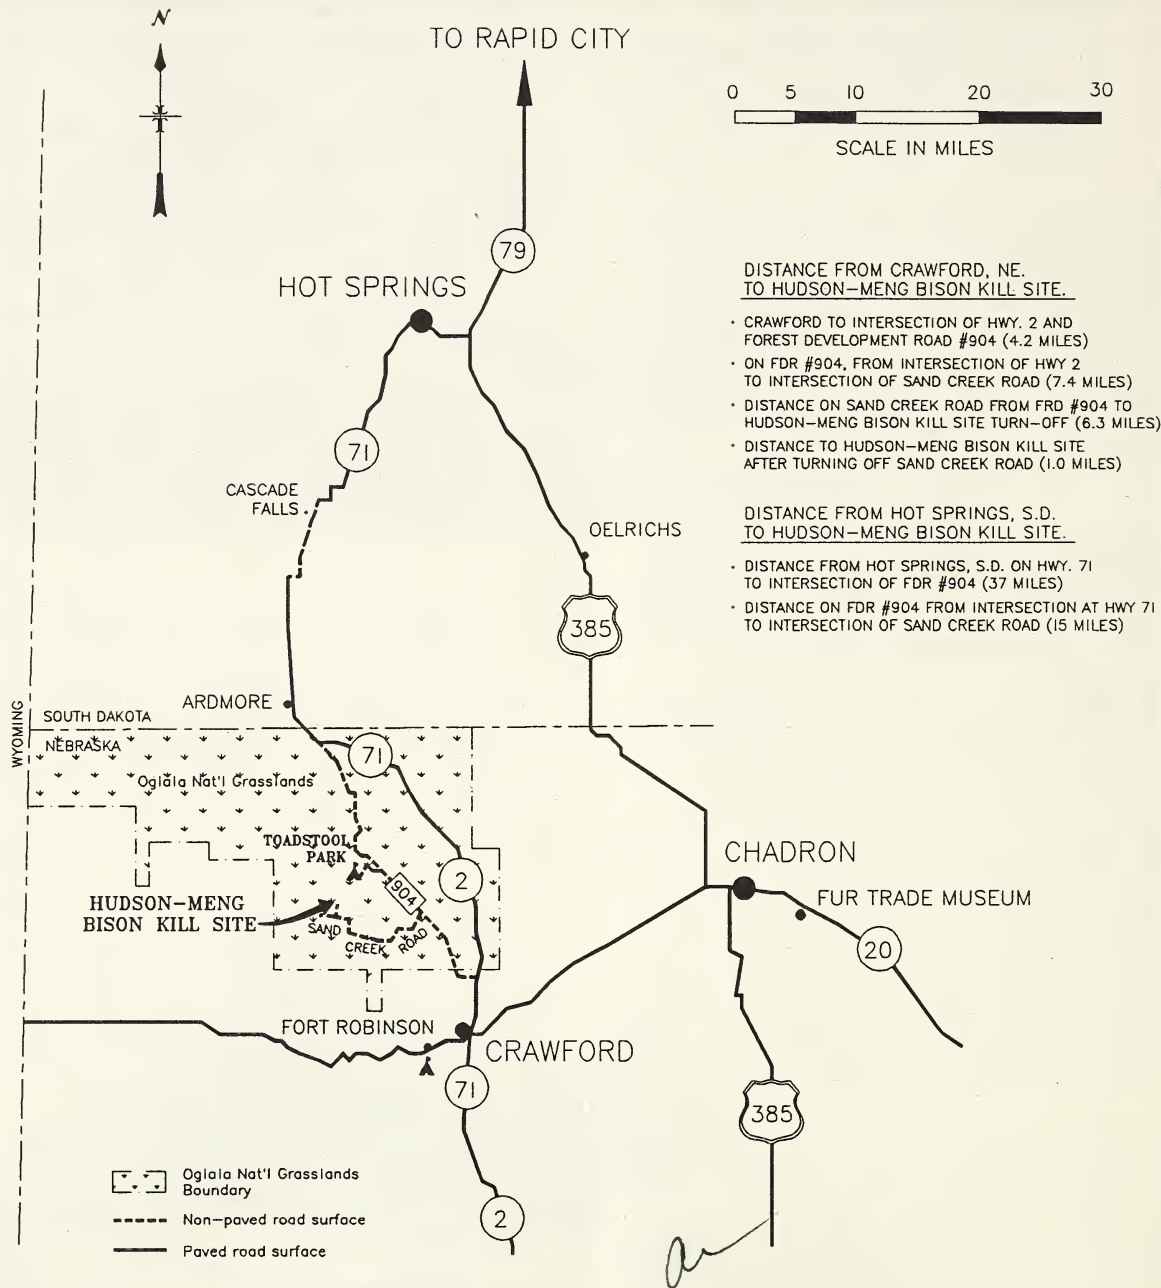 N
TO RAPID CITY
0 5 10 20 30
SCALE IN MILES
79
HOT SPRINGS
DISTANCE FROM CRAWFORD, NE.
TO HUDSON-MENG BISON KILL SITE.
• CRAWFORD TO INTERSECTION OF HWY. 2 AND
FOREST DEVELOPMENT ROAD #904 (4.2 MILES)
• ON FDR #904, FROM INTERSECTION OF HWY 2
TO INTERSECTION OF SAND CREEK ROAD (7.4 MILES)
• DISTANCE ON SAND CREEK ROAD FROM FRD #904 TO
HUDSON-MENG BISON KILL SITE TURN-OFF (6.3 MILES)
• DISTANCE TO HUDSON-MENG BISON KILL SITE
AFTER TURNING OFF SAND CREEK ROAD (1.0 MILES)
DISTANCE FROM HOT SPRINGS, S.D.
TO HUDSON-MENG BISON KILL SITE.
• DISTANCE FROM HOT SPRINGS, S.D. ON HWY. 71
TO INTERSECTION OF FDR #904 (37 MILES)
• DISTANCE ON FDR #904 FROM INTERSECTION AT HWY 71
TO INTERSECTION OF SAND CREEK ROAD (15 MILES)
71
CASCADE
FALLS
OELRICHS
385
ARDMORE
WYOMING
SOUTH DAKOTA
NEBRASKA
71
Oglala Nat'l Grasslands
TOADSTOOL
PARK
904
2
HUDSON-MENG
BISON KILL SITE
SAND
CREEK
ROAD
CHADRON
FUR TRADE MUSEUM
20
FORT ROBINSON
CRAWFORD
71
385
2
Oglala Nat'l Grasslands
Boundary
Non-paved road surface
Paved road surface